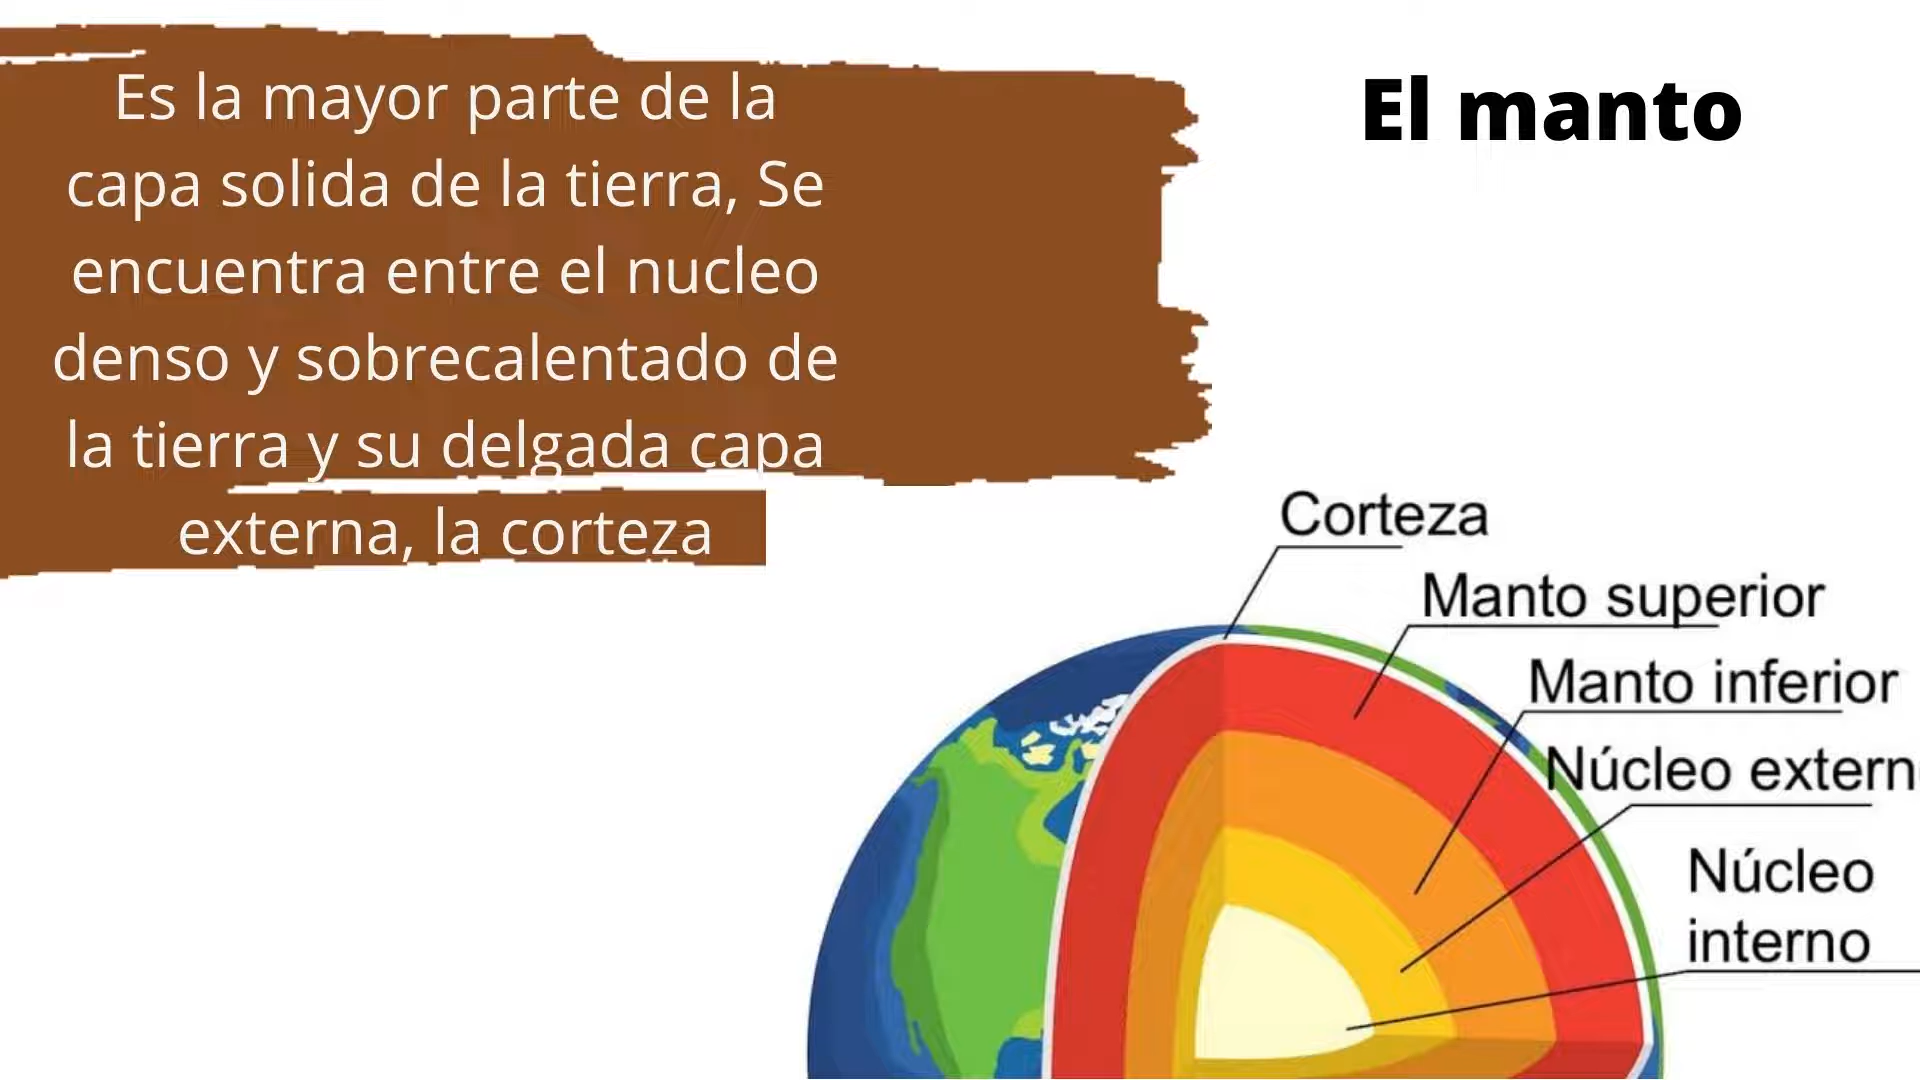 Es la mayor parte de la
capa solida de la tierra, Se
encuentra entre el nucleo
denso y sobrecalentado de
la tierra y su delgada capa
externa, la corteza
El manto
Corteza
Manto superior
Manto inferior
Núcleo extern
Núcleo
interno